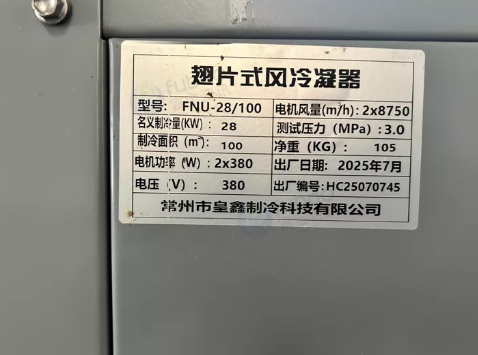 翅片式风冷凝器
型号: FNU-28/100 电机风量(m/h): 2x8750
名义制冷量(KW): 28 测试压力 (MPa) :3.0
制冷面积 (m²): 100 净重 (KG) : 105
电机功率 (W) : 2x380 出厂日期: 2025年7月
电压 (V) : 380 出厂编号: HC25070745
常州市皇鑫制冷科技有限公司